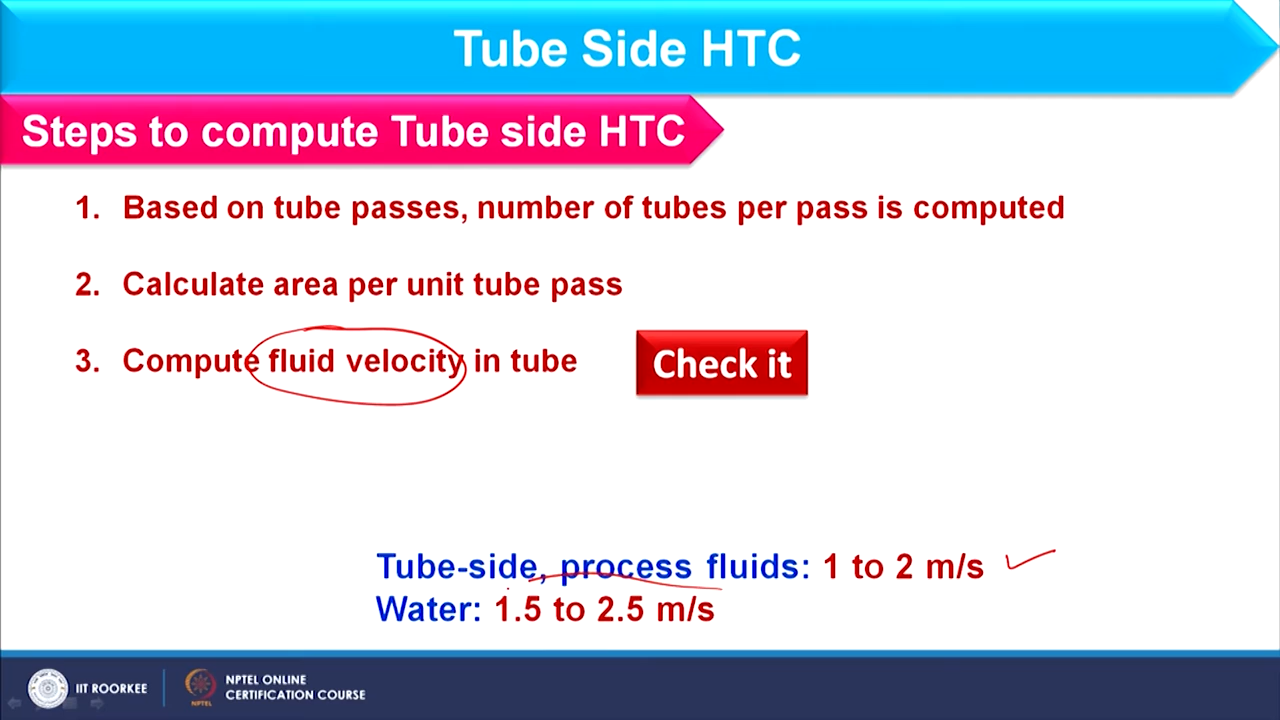 Tube Side HTC
Steps to compute Tube side HTC
1. Based on tube passes, number of tubes per pass is computed
2. Calculate area per unit tube pass
3. Compute fluid velocity in tube
Check it
Tube-side, process fluids: 1 to 2 m/s
Water: 1.5 to 2.5 m/s
IIT ROORKEE
NPTEL ONLINE
CERTIFICATION COURSE
NPTEL